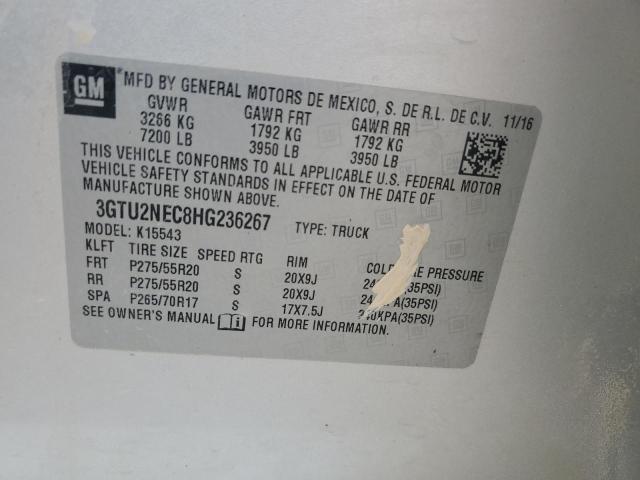 GM
*MFD BY GENERAL MOTORS DE MEXICO, S. DE R.L. DE C.V. 11/16
GVWR GAWR FRT GAWR RR
3266 KG 1792 KG 1792 KG
7200 LB 3950 LB 3950 LB
THIS VEHICLE CONFORMS TO ALL APPLICABLE U.S. FEDERAL MOTOR
VEHICLE SAFETY STANDARDS IN EFFECT ON THE DATE OF
MANUFACTURE SHOWN ABOVE.
3GTU2NEC8HG236267 TYPE: TRUCK
MODEL: K15543
KLFT TIRE SIZE SPEED RTG RIM PRESSURE
FRT P275/55R20 S 20X9J (35PSI)
RR P275/55R20 S 20X9J (35PSI)
SPA P265/70R17 S 17X7.5J 240KPA(35PSI)
SEE OWNER'S MANUAL FOR MORE INFORMATION.